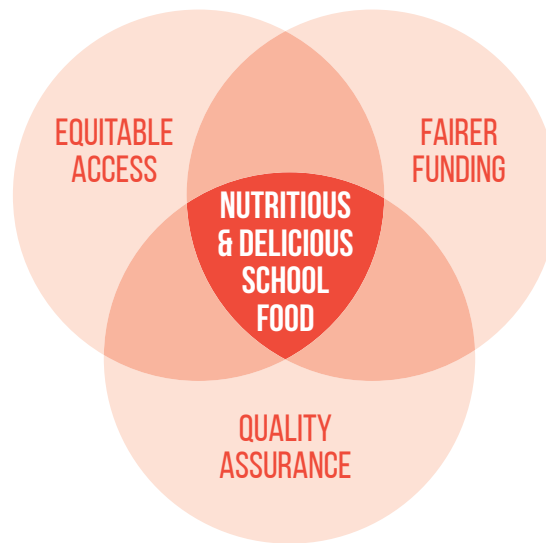 EQUITABLE
ACCESS
FAIRER
FUNDING
NUTRITIOUS
& DELICIOUS
SCHOOL
FOOD
QUALITY
ASSURANCE